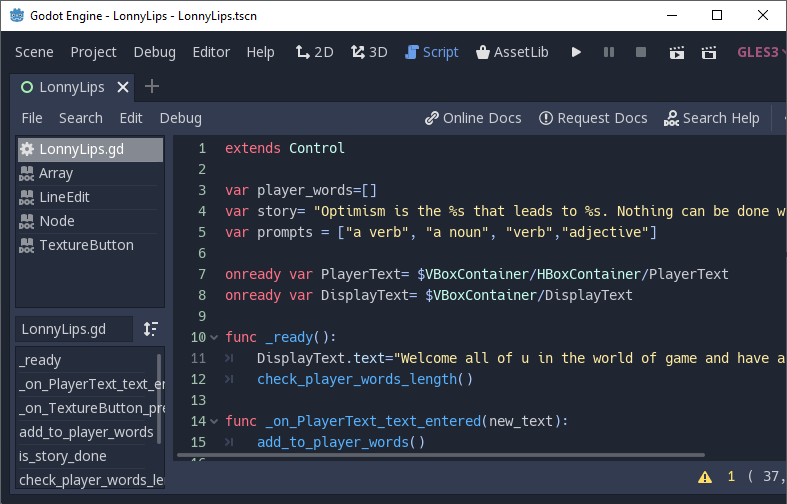 Godot Engine - LonnyLips - LonnyLips.tscn
Scene Project Debug Editor Help 2D 3D Script AssetLib GLES3
LonnyLips
File Search Edit Debug Online Docs Request Docs Search Help
LonnyLips.gd
Array
LineEdit
Node
TextureButton
LonnyLips.gd
_ready
_on_PlayerText_text_en
_on_TextureButton_pre
add_to_player_words
is_story_done
check_player_words_len
1 extends Control
2
3 var player_words=[]
4 var story= "Optimism is the %s that leads to %s. Nothing can be done w
5 var prompts = ["a verb", "a noun", "verb","adjective"]
6
7 onready var PlayerText= $VBoxContainer/HBoxContainer/PlayerText
8 onready var DisplayText= $VBoxContainer/DisplayText
9
10 func _ready():
11 DisplayText.text="Welcome all of u in the world of game and have a
12 check_player_words_length()
13
14 func _on_PlayerText_text_entered(new_text):
15 add_to_player_words()
1 ( 37,